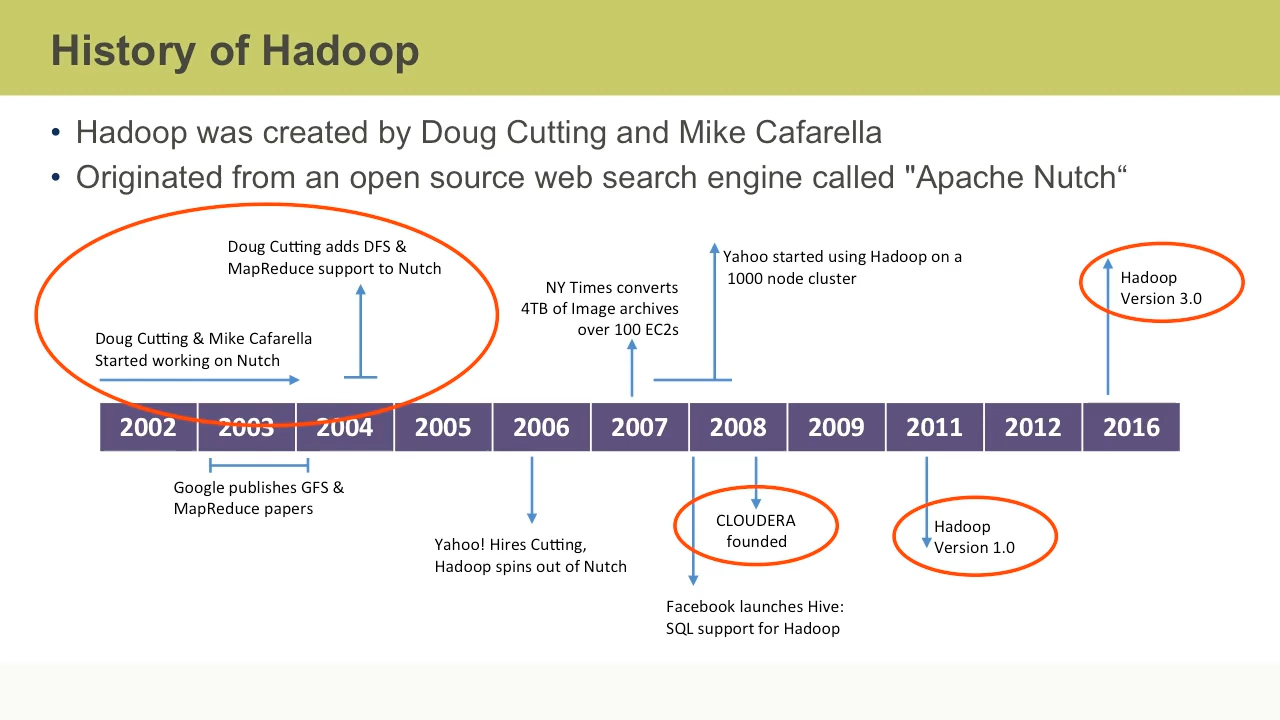 History of Hadoop
• Hadoop was created by Doug Cutting and Mike Cafarella
• Originated from an open source web search engine called "Apache Nutch“
Doug Cutting adds DFS &
MapReduce support to Nutch
Doug Cutting & Mike Cafarella
Started working on Nutch
NY Times converts
4TB of Image archives
over 100 EC2s
Yahoo started using Hadoop on a
1000 node cluster
Hadoop
Version 3.0
2002 2003 2004 2005 2006 2007 2008 2009 2011 2012 2016
Google publishes GFS &
MapReduce papers
Yahoo! Hires Cutting,
Hadoop spins out of Nutch
CLOUDERA
founded
Facebook launches Hive:
SQL support for Hadoop
Hadoop
Version 1.0